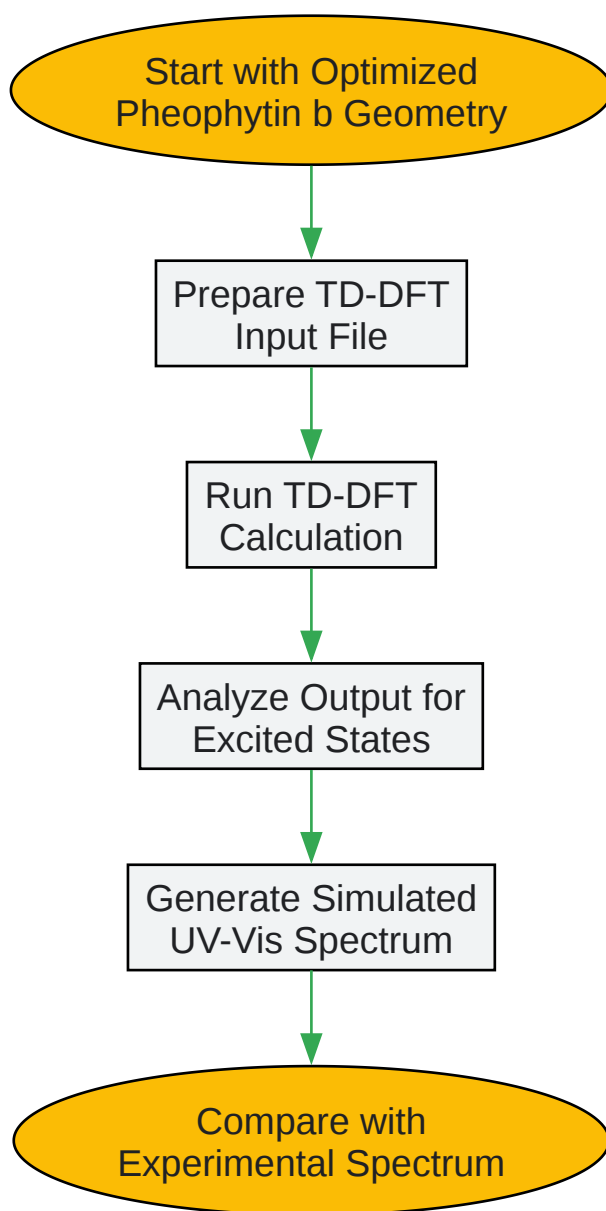 Start with Optimized
Pheophytin b Geometry
Prepare TD-DFT
Input File
Run TD-DFT
Calculation
Analyze Output for
Excited States
Generate Simulated
UV-Vis Spectrum
Compare with
Experimental Spectrum